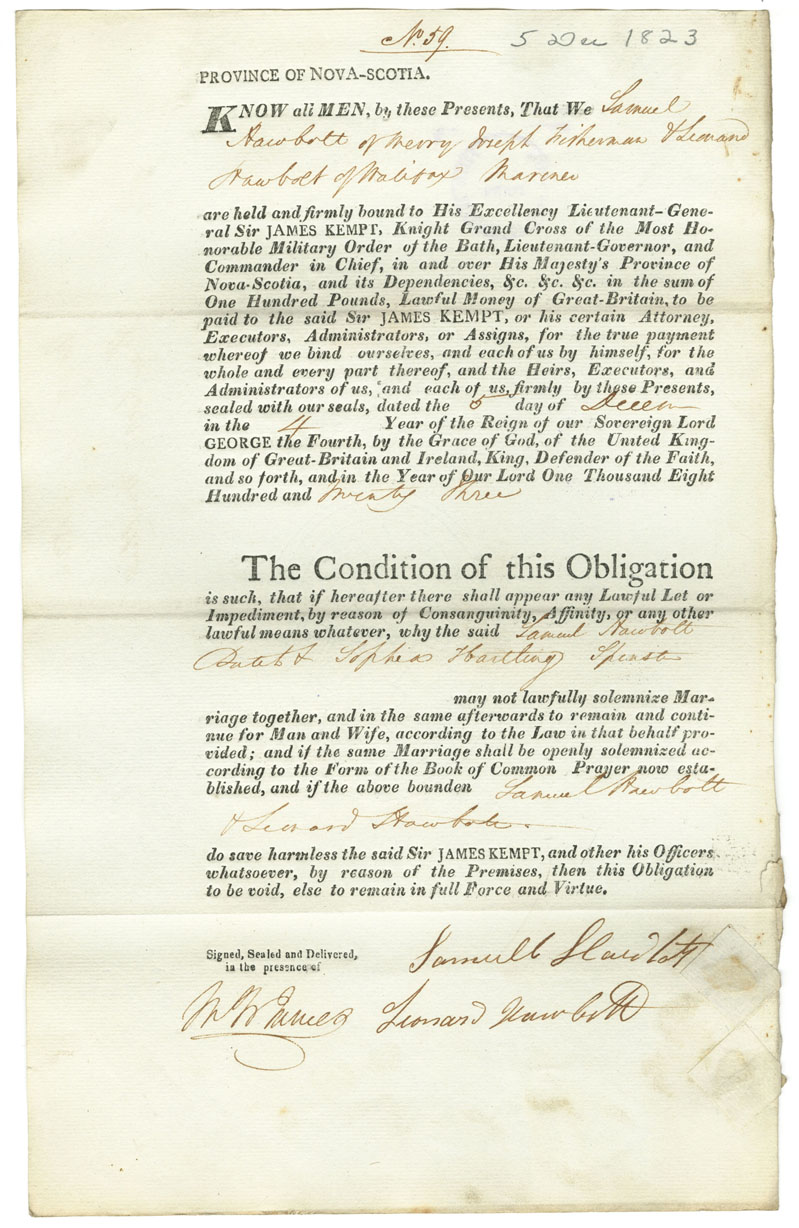 No. 59. 5 Dec 1823
PROVINCE OF NOVA-SCOTIA.
KNOW all MEN, by these Presents, That We Samuel
Hawbolt of Joseph Fisherman & Leonard
Hawbolt of Halifax Mariner
are held and firmly bound to His Excellency Lieutenant-Gene-
ral Sir JAMES KEMPT, Knight Grand Cross of the Most Ho-
norable Military Order of the Bath, Lieutenant-Governor, and
Commander in Chief, in and over His Majesty's Province of
Nova-Scotia, and its Dependencies, &c. &c. &c. in the sum of
One Hundred Pounds, Lawful Money of Great-Britain, to be
paid to the said Sir JAMES KEMPT, or his certain Attorney,
Executors, Administrators, or Assigns, for the true payment
whereof we bind ourselves, and each of us by himself, for the
whole and every part thereof, and the Heirs, Executors, and
Administrators of us, and each of us, firmly by these Presents,
sealed with our seals, dated the 5 day of Decem
in the 4 Year of the Reign of our Sovereign Lord
GEORGE the Fourth, by the Grace of God, of the United King-
dom of Great-Britain and Ireland, King, Defender of the Faith,
and so forth, and in the Year of Our Lord One Thousand Eight
Hundred and Twenty Three
The Condition of this Obligation
is such, that if hereafter there shall appear any Lawful Let or
Impediment, by reason of Consanguinity, Affinity, or any other
lawful means whatever, why the said Samuel Hawbolt
& Sophia Hartling Spinster
may not lawfully solemnize Mar-
riage together, and in the same afterwards to remain and conti-
nue for Man and Wife, according to the Law in that behalf pro-
vided; and if the same Marriage shall be openly solemnized ac-
cording to the Form of the Book of Common Prayer now esta-
blished, and if the above bounden Samuel Hawbolt
& Leonard Hawbolt
do save harmless the said Sir JAMES KEMPT, and other his Officers
whatsoever, by reason of the Premises, then this Obligation
to be void, else to remain in full Force and Virtue.
Signed, Sealed and Delivered,
in the presence of
Samuell Hawbolt
Leonard Hawbolt